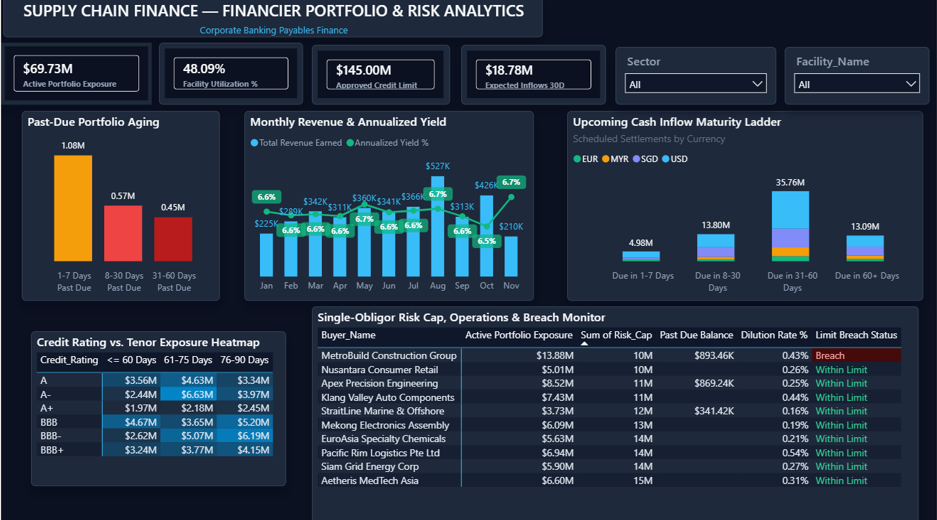 SUPPLY CHAIN FINANCE — FINANCIER PORTFOLIO & RISK ANALYTICS
Corporate Banking Payables Finance
$69.73M
Active Portfolio Exposure
48.09%
Facility Utilization %
$145.00M
Approved Credit Limit
$18.78M
Expected Inflows 30D
Sector
All
Facility_Name
All
Past-Due Portfolio Aging
1.08M
0.57M
0.45M
1-7 Days Past Due
8-30 Days Past Due
31-60 Days Past Due
Monthly Revenue & Annualized Yield
Total Revenue Earned Annualized Yield %
$225K $289K $342K $311K $360K $341K $366K $527K $313K $426K $210K
6.6% 6.6% 6.6% 6.6% 6.7% 6.6% 6.6% 6.7% 6.6% 6.5% 6.7%
Jan Feb Mar Apr May Jun Jul Aug Sep Oct Nov
Upcoming Cash Inflow Maturity Ladder
Scheduled Settlements by Currency
EUR MYR SGD USD
4.98M
13.80M
35.76M
13.09M
Due in 1-7 Days
Due in 8-30 Days
Due in 31-60 Days
Due in 60+ Days
Credit Rating vs. Tenor Exposure Heatmap
Credit_Rating <= 60 Days 61-75 Days 76-90 Days
A $3.56M $4.63M $3.34M
A- $2.44M $6.63M $3.97M
A+ $1.97M $2.18M $2.45M
BBB $4.67M $3.65M $5.20M
BBB- $2.62M $5.07M $6.19M
BBB+ $3.24M $3.77M $4.15M
Single-Obligor Risk Cap, Operations & Breach Monitor
Buyer_Name Active Portfolio Exposure Sum of Risk_Cap Past Due Balance Dilution Rate % Limit Breach Status
MetroBuild Construction Group $13.88M 10M $893.46K 0.43% Breach
Nusantara Consumer Retail $5.01M 10M 0.26% Within Limit
Apex Precision Engineering $8.52M 11M $869.24K 0.25% Within Limit
Klang Valley Auto Components $7.43M 11M 0.44% Within Limit
StraitLine Marine & Offshore $3.73M 12M $341.42K 0.16% Within Limit
Mekong Electronics Assembly $6.09M 13M 0.19% Within Limit
EuroAsia Specialty Chemicals $5.63M 14M 0.21% Within Limit
Pacific Rim Logistics Pte Ltd $6.94M 14M 0.54% Within Limit
Siam Grid Energy Corp $5.90M 14M 0.27% Within Limit
Aetheris MedTech Asia $6.60M 15M 0.31% Within Limit